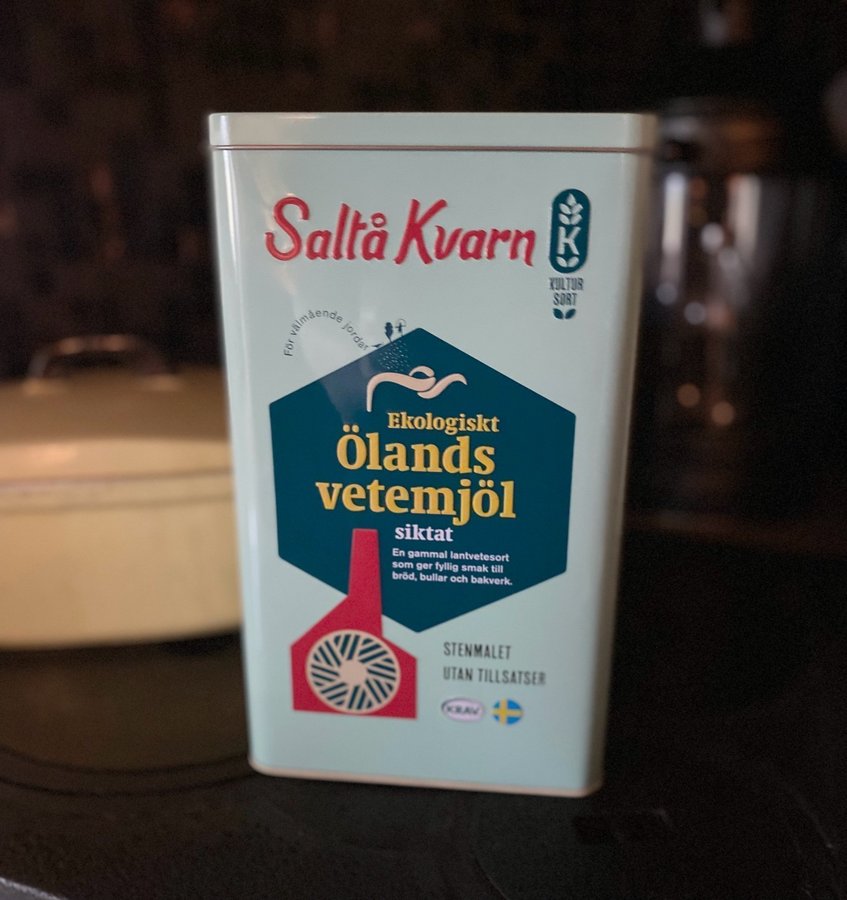 Saltå Kvarn
K
KULTUR
SORT
För välmående jordar
Ekologiskt
Ölands
vetemjöl
siktat
En gammal lantvetesort
som ger fyllig smak till
bröd, bullar och bakverk.
STENMALET
UTAN TILLSATSER
KRAV